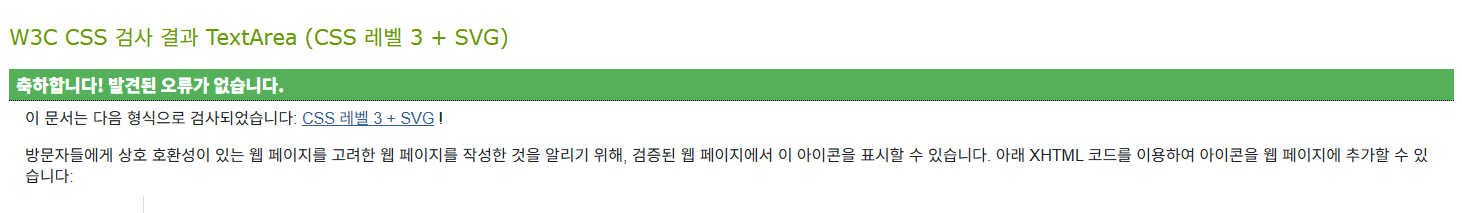 W3C CSS 검사 결과 TextArea (CSS 레벨 3 + SVG)
축하합니다! 발견된 오류가 없습니다.
이 문서는 다음 형식으로 검사되었습니다: CSS 레벨 3 + SVG !
방문자들에게 상호 호환성이 있는 웹 페이지를 고려한 웹 페이지를 작성한 것을 알리기 위해, 검증된 웹 페이지에서 이 아이콘을 표시할 수 있습니다. 아래 XHTML 코드를 이용하여 아이콘을 웹 페이지에 추가할 수 있
습니다: